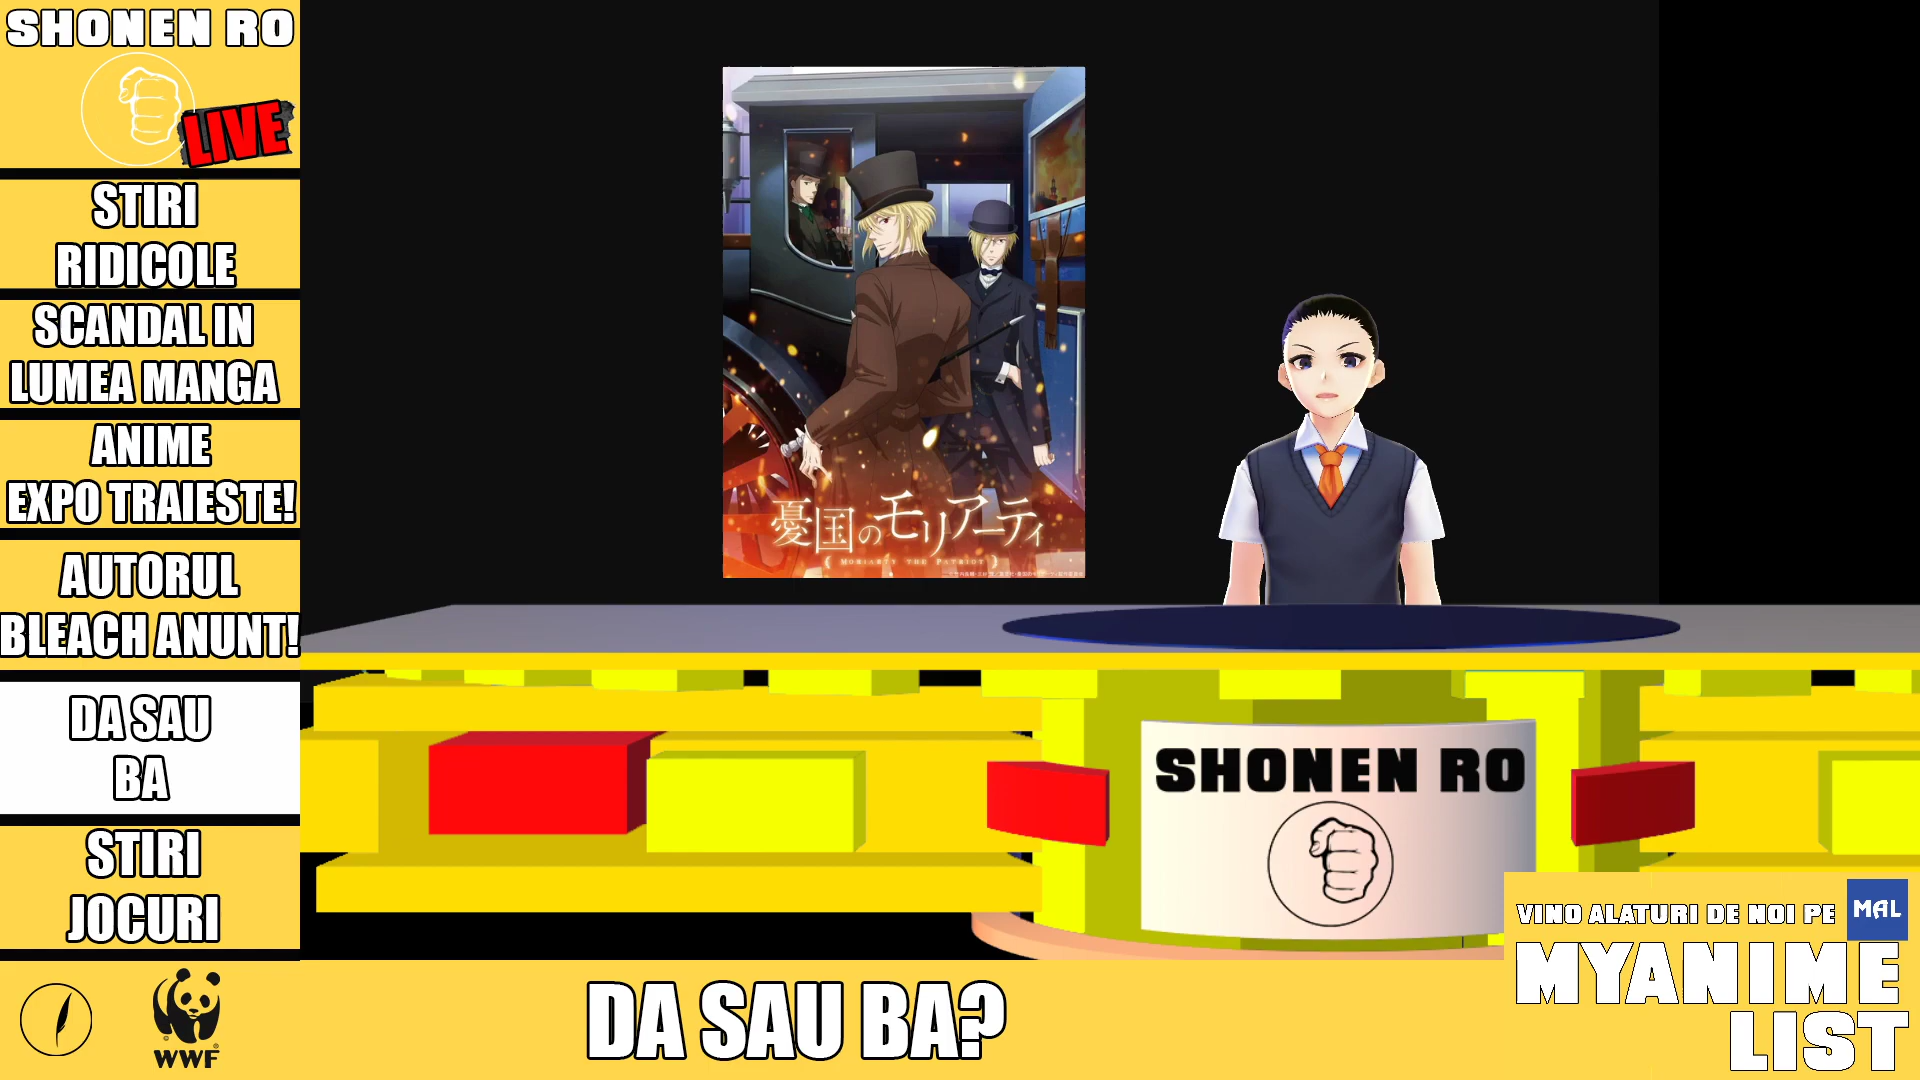 SHONEN RO
LIVE
STIRI
RIDICOLE
SCANDAL IN
LUMEA MANGA
ANIME
EXPO TRAIESTE!
AUTORUL
BLEACH ANUNT!
DA SAU
BA
STIRI
JOCURI
WWF
憂国のモリアーティ
MORIARTY THE PATRIOT
SHONEN RO
DA SAU BA?
VINO ALATURI DE NOI PE
MAL
MYANIME
LIST